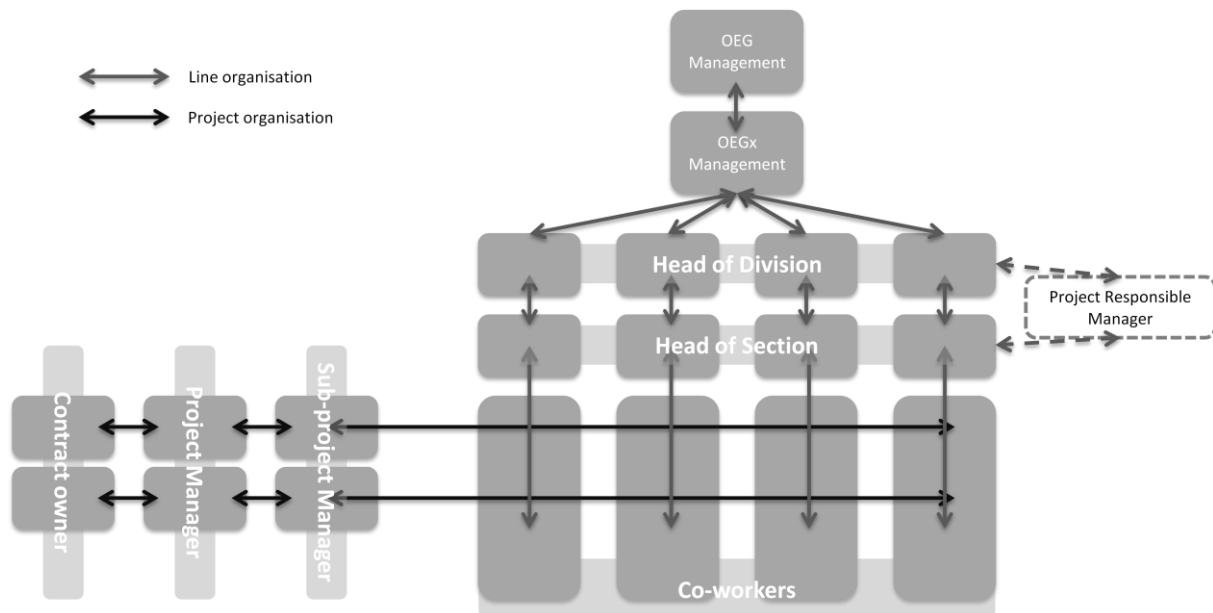 OEG
Management
Line organisation
Project organisation
OEGx
Management
Head of Division
Project Responsible
Manager
Head of Section
Contract owner
Project Manager
Sub-project Manager
Co-workers